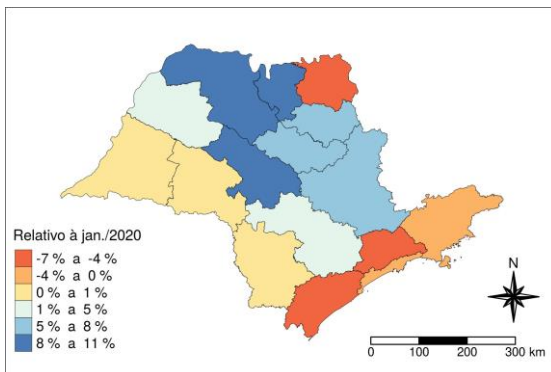 Relativo à jan./2020
-7 % a -4 %
-4 % a 0 %
0 % a 1 %
1 % a 5 %
5 % a 8 %
8 % a 11 %
N
0 100 200 300 km